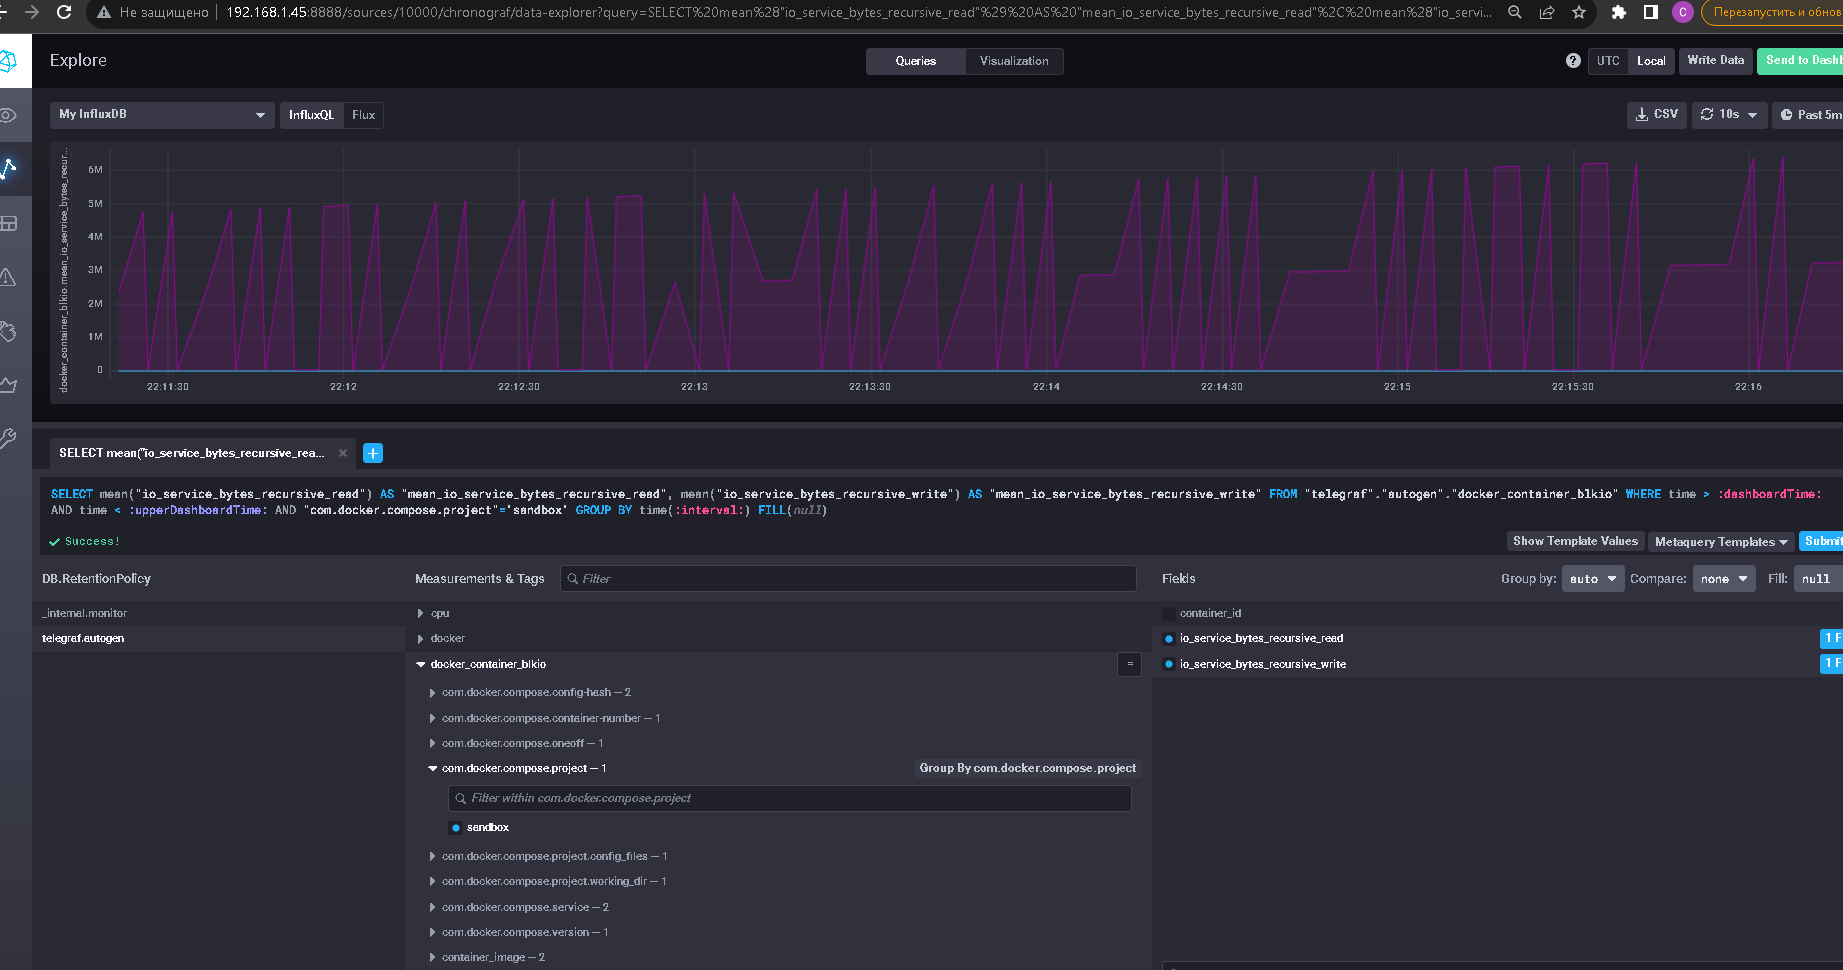 Не защищено 192.168.1.45:8888/sources/10000/chronograf/data-explorer?query=SELECT%20mean%28"io_service_bytes_recursive_read"%29%20AS%20"mean_io_service_bytes_recursive_read"%2C%20mean%28"io_servi...
C Перезапустить и обнов
Explore
Queries Visualization
? UTC Local Write Data Send to Dashb
My InfluxDB
InfluxQL Flux
CSV 10s Past 5m
docker_container_blkio.mean_io_service_bytes_recur...
6M
5M
4M
3M
2M
1M
0
22:11:30 22:12 22:12:30 22:13 22:13:30 22:14 22:14:30 22:15 22:15:30 22:16
SELECT mean("io_service_bytes_recursive_rea... × +
SELECT mean("io_service_bytes_recursive_read") AS "mean_io_service_bytes_recursive_read", mean("io_service_bytes_recursive_write") AS "mean_io_service_bytes_recursive_write" FROM "telegraf"."autogen"."docker_container_blkio" WHERE time > :dashboardTime:
AND time < :upperDashboardTime: AND "com.docker.compose.project"='sandbox' GROUP BY time(:interval:) FILL(null)
Success!
Show Template Values Metaquery Templates Submit
DB.RetentionPolicy
_internal.monitor
telegraf.autogen
Measurements & Tags Filter
cpu
docker
docker_container_blkio =
com.docker.compose.config-hash — 2
com.docker.compose.container-number — 1
com.docker.compose.oneoff — 1
com.docker.compose.project — 1 Group By com.docker.compose.project
Filter within com.docker.compose.project
sandbox
com.docker.compose.project.config_files — 1
com.docker.compose.project.working_dir — 1
com.docker.compose.service — 2
com.docker.compose.version — 1
container_image — 2
Fields Group by: auto Compare: none Fill: null
container_id
io_service_bytes_recursive_read 1 F
io_service_bytes_recursive_write 1 F